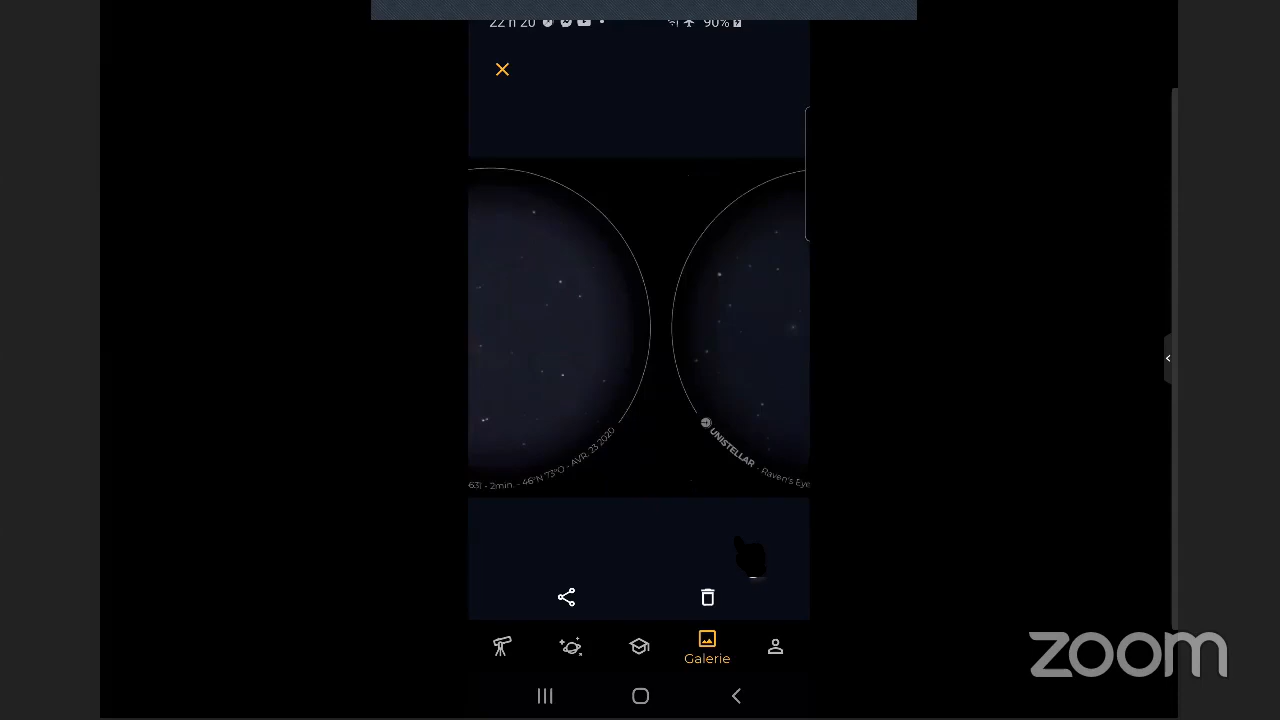 22 h 20
90%
63) - 2min. - 46°N 73°O - AVR. 23 2020
UNISTELLAR - Raven's Eye
Galerie
zoom